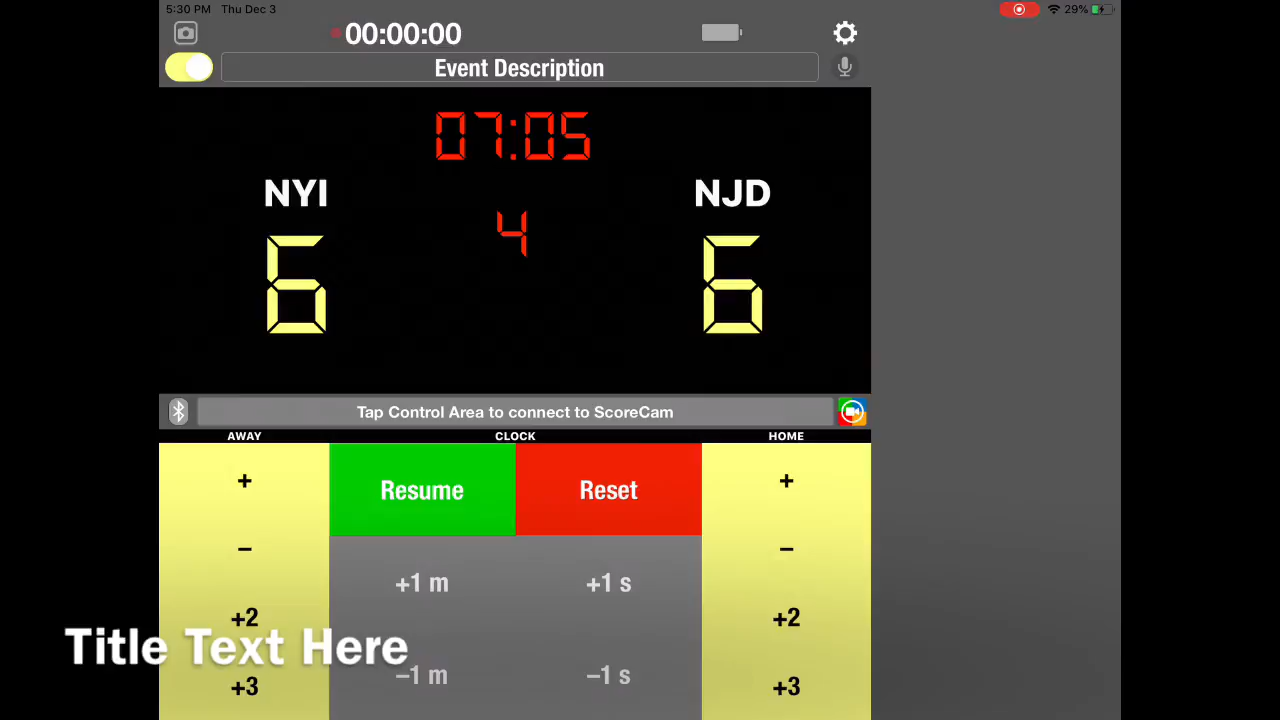 5:30 PM Thu Dec 3
29%
00:00:00
Event Description
07:05
NYI
NJD
4
6
6
Tap Control Area to connect to ScoreCam
AWAY
CLOCK
HOME
+
Resume
Reset
+
–
–
+1 m
+1 s
+2
+2
Title Text Here
–1 m
–1 s
+3
+3